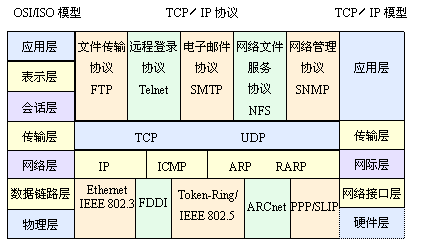 OSI/ISO 模型 TCP/ IP 协议 TCP/ IP 模型
应用层
表示层
会话层
文件传输
协议
FTP
远程登录
协议
Telnet
电子邮件
协议
SMTP
网络文件
服务
协议
NFS
网络管理
协议
SNMP
应用层
传输层 TCP UDP 传输层
网络层 IP ICMP ARP RARP 网际层
数据链路层
物理层
Ethernet
IEEE 802.3
FDDI
Token-Ring/
IEEE 802.5
ARCnet
PPP/SLIP
网络接口层
硬件层